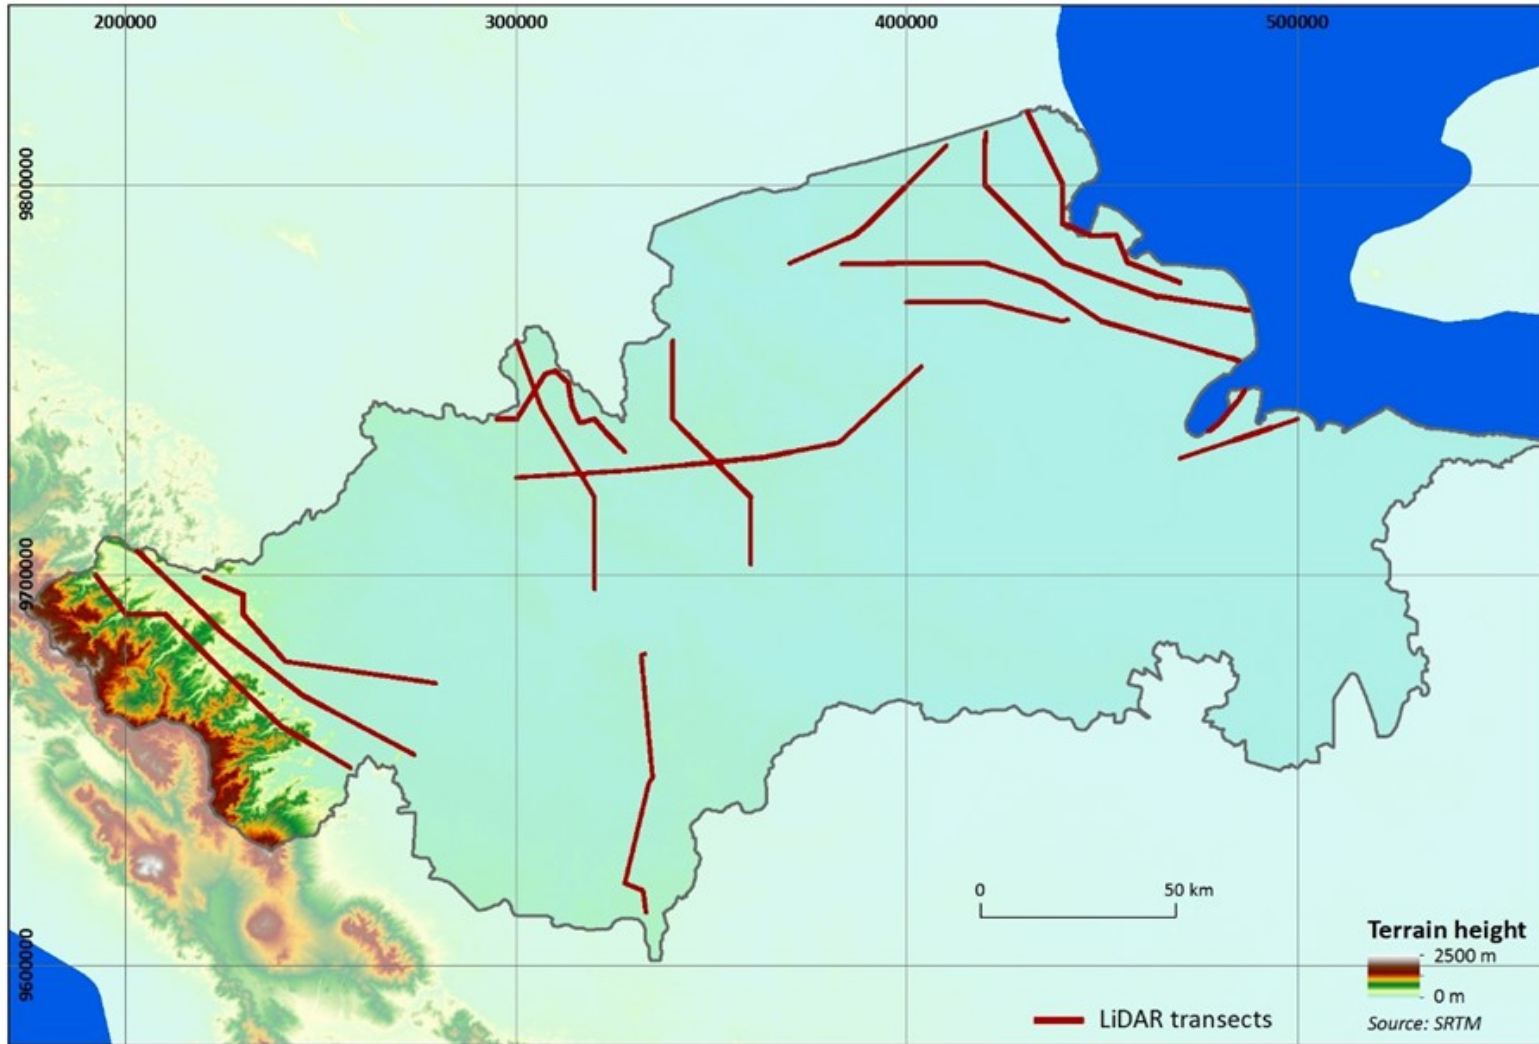 200000
300000
400000
500000
9800000
9700000
9600000
0
50 km
Terrain height
2500 m
0 m
LiDAR transects
Source: SRTM